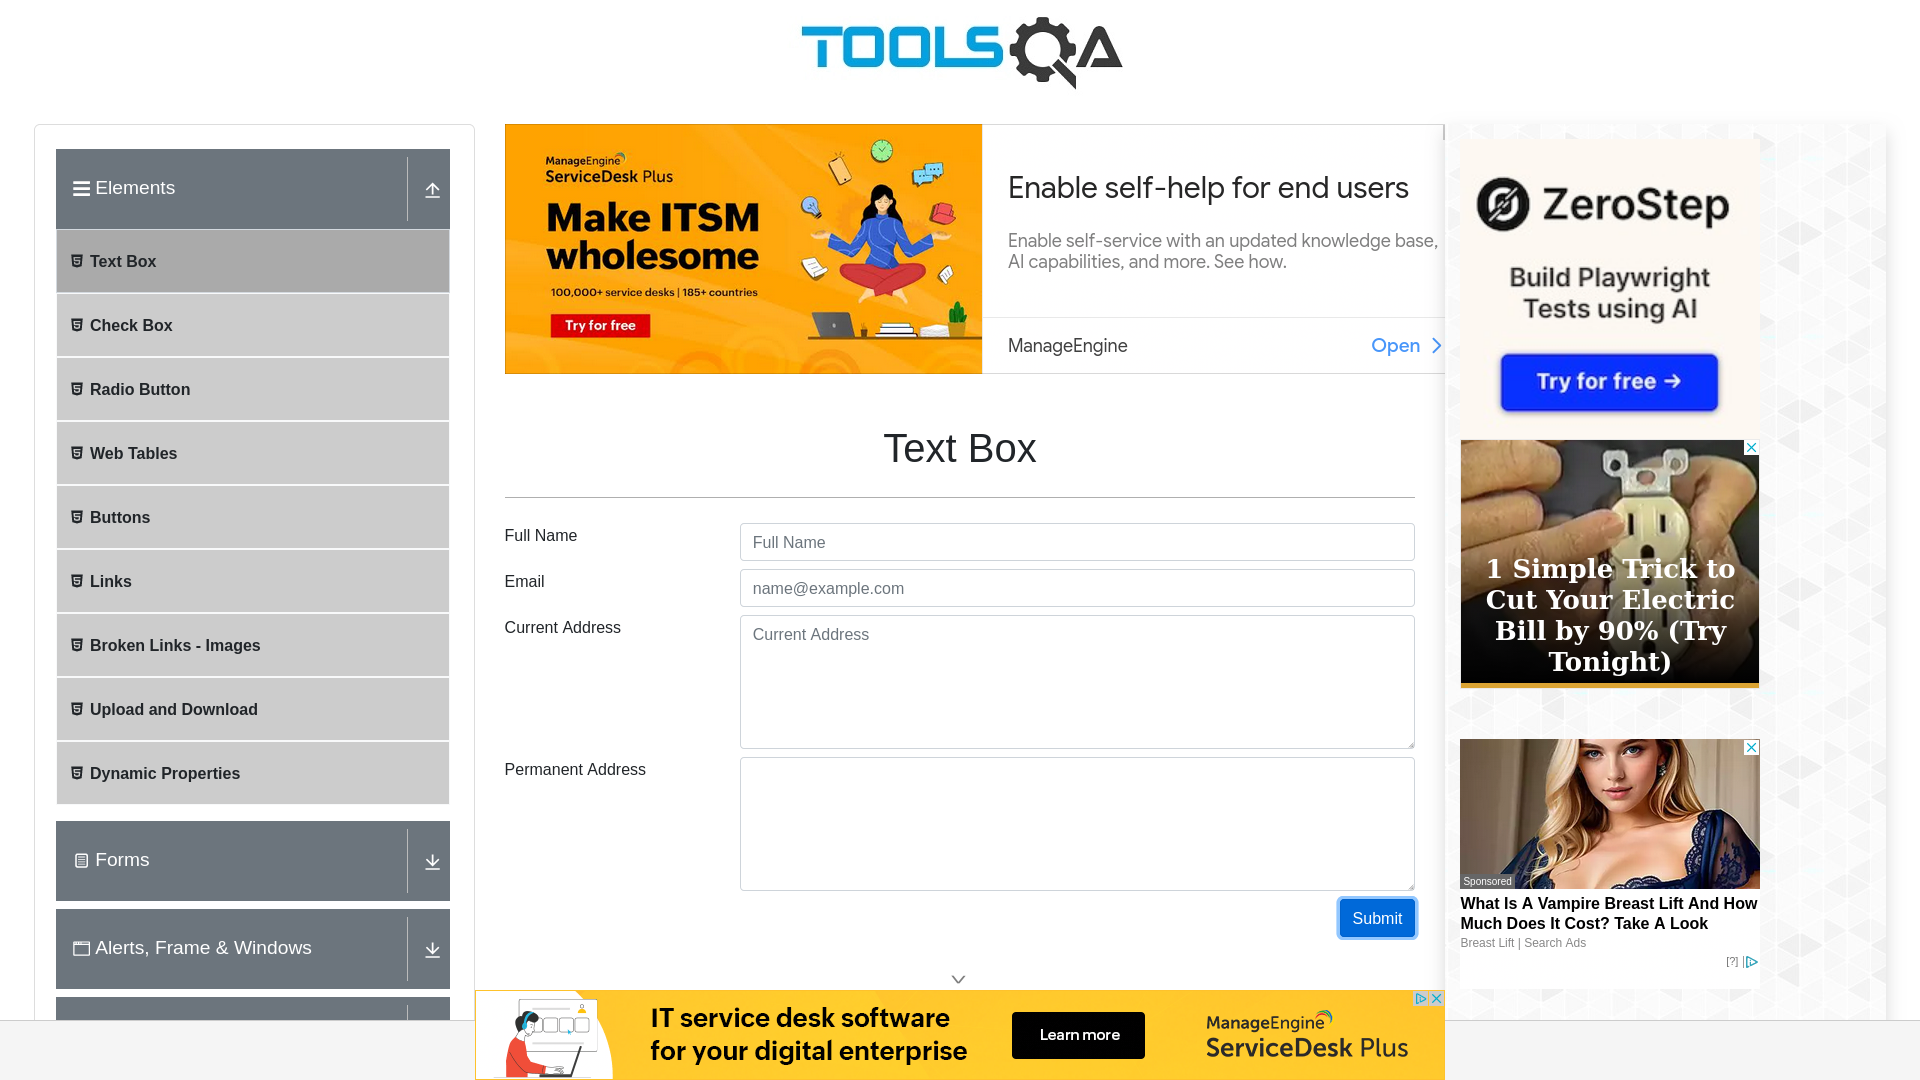 TOOLSQA
Elements
Text Box
Check Box
Radio Button
Web Tables
Buttons
Links
Broken Links - Images
Upload and Download
Dynamic Properties
Forms
Alerts, Frame & Windows
ManageEngine
ServiceDesk Plus
Make ITSM
wholesome
100,000+ service desks | 185+ countries
Try for free
Enable self-help for end users
Enable self-service with an updated knowledge base,
AI capabilities, and more. See how.
ManageEngine
Open
Text Box
Full Name
Full Name
Email
name@example.com
Current Address
Current Address
Permanent Address
Submit
IT service desk software
for your digital enterprise
Learn more
ManageEngine
ServiceDesk Plus
ZeroStep
Build Playwright
Tests using AI
Try for free →
1 Simple Trick to
Cut Your Electric
Bill by 90% (Try
Tonight)
Sponsored
What Is A Vampire Breast Lift And How
Much Does It Cost? Take A Look
Breast Lift | Search Ads
[?]